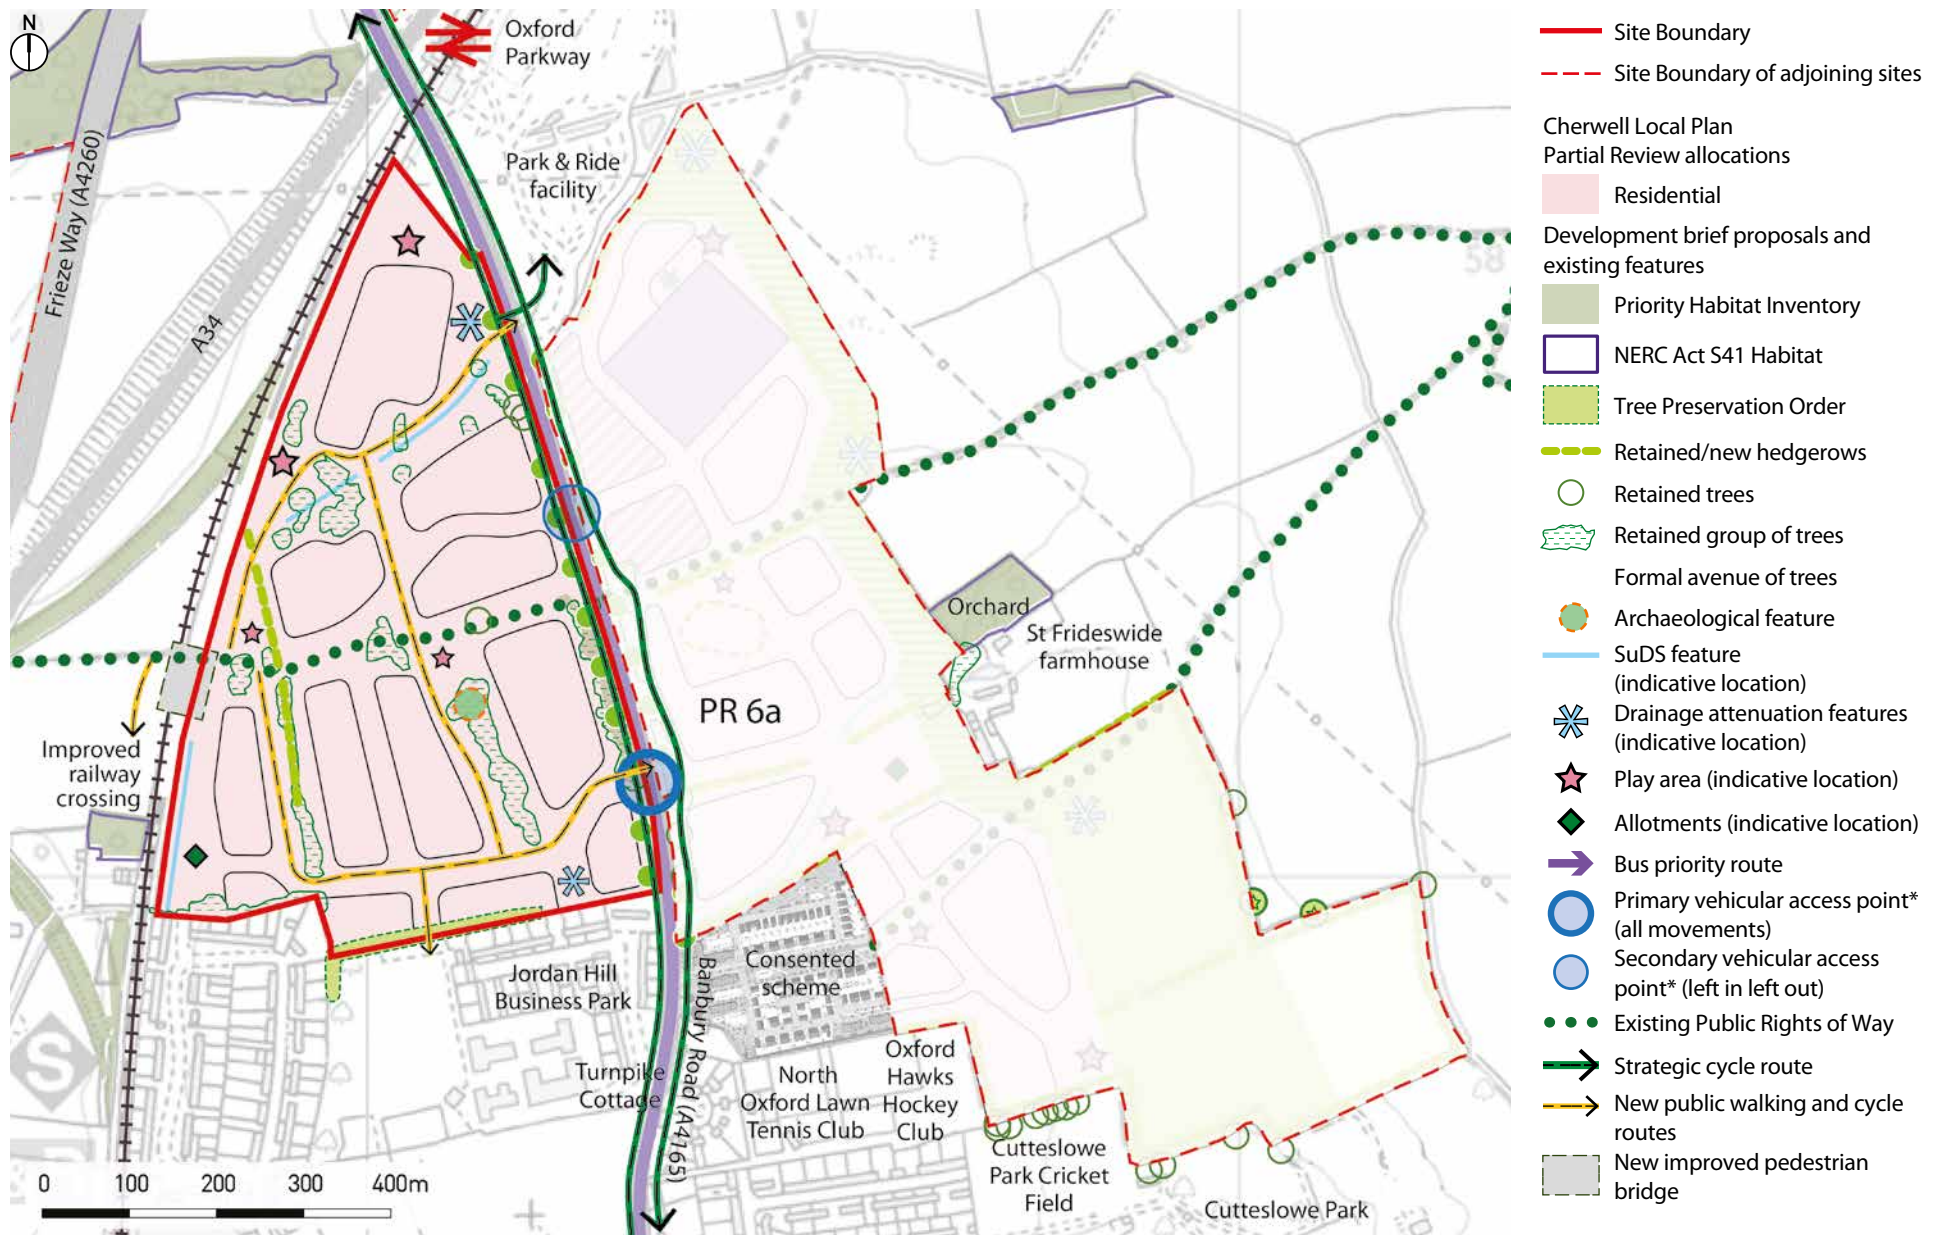 N
Oxford
Parkway
Park & Ride
facility
Frieze Way (A4260)
A34
58
Orchard
St Frideswide
farmhouse
PR 6a
Improved
railway
crossing
Jordan Hill
Business Park
Consented
scheme
Banbury Road (A4165)
Turnpike
Cottage
North
Oxford Lawn
Tennis Club
Oxford
Hawks
Hockey
Club
Cutteslowe
Park Cricket
Field
Cutteslowe Park
S
0 100 200 300 400m
Site Boundary
Site Boundary of adjoining sites
Cherwell Local Plan
Partial Review allocations
Residential
Development brief proposals and
existing features
Priority Habitat Inventory
NERC Act S41 Habitat
Tree Preservation Order
Retained/new hedgerows
Retained trees
Retained group of trees
Formal avenue of trees
Archaeological feature
SuDS feature
(indicative location)
Drainage attenuation features
(indicative location)
Play area (indicative location)
Allotments (indicative location)
Bus priority route
Primary vehicular access point*
(all movements)
Secondary vehicular access
point* (left in left out)
Existing Public Rights of Way
Strategic cycle route
New public walking and cycle
routes
New improved pedestrian
bridge